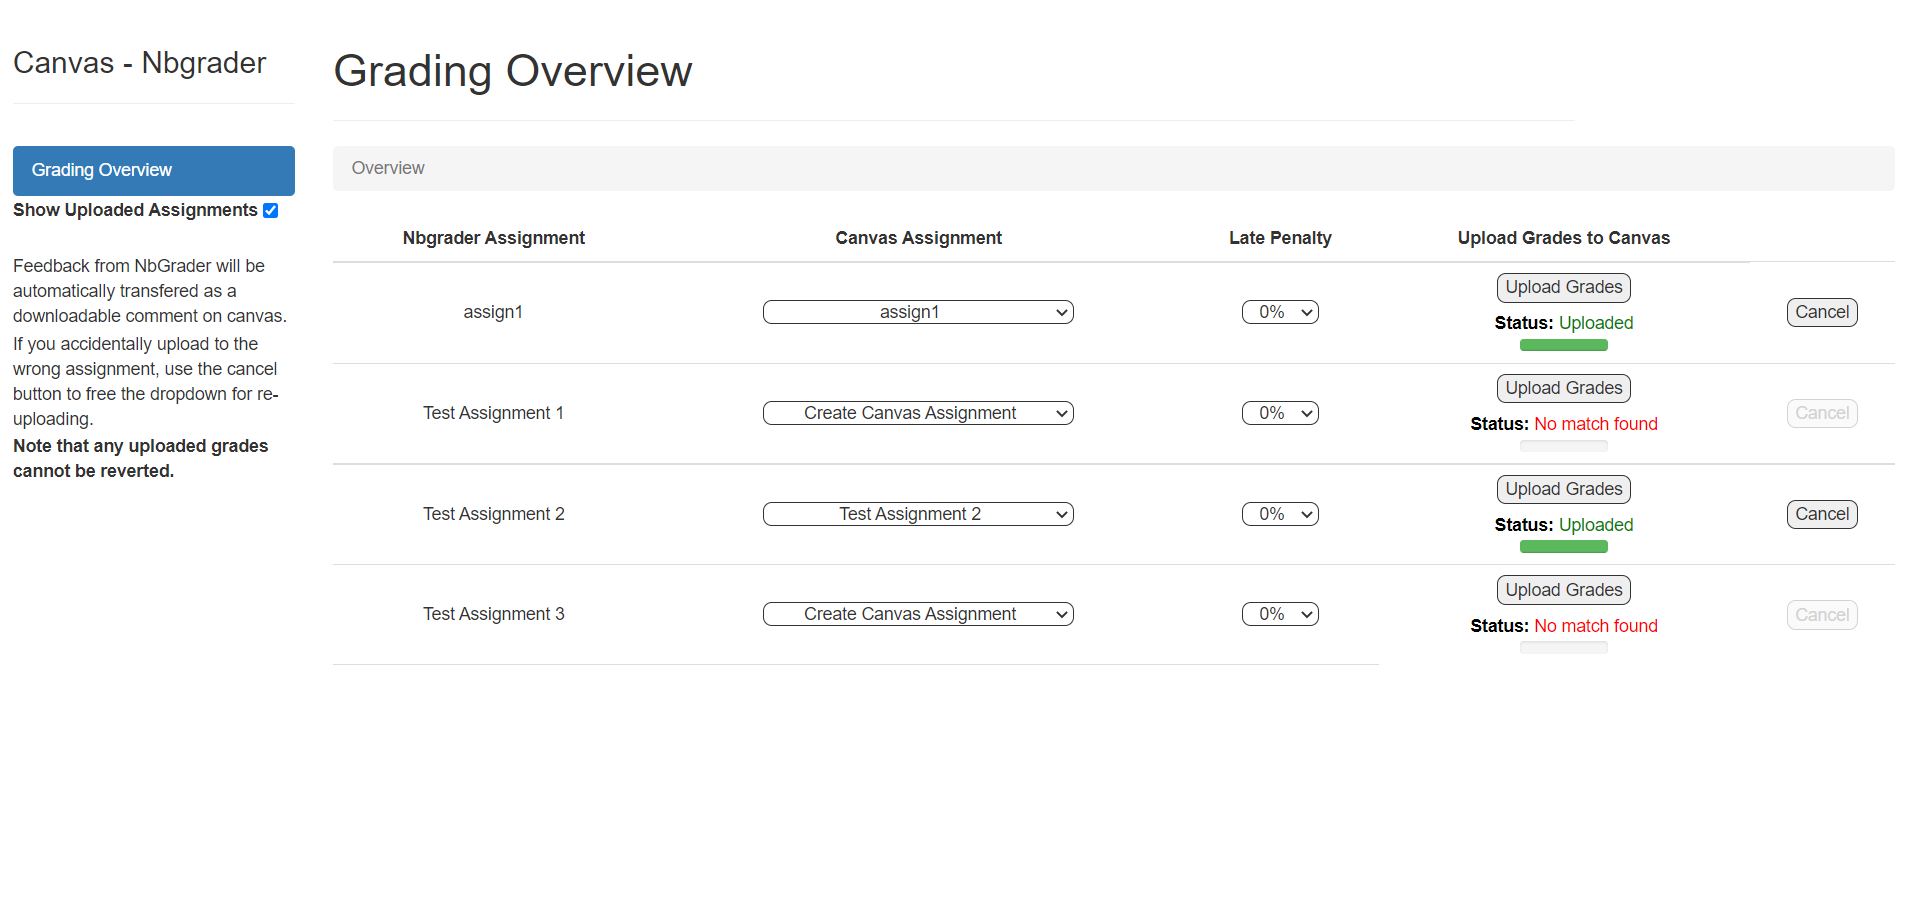 Canvas - Nbgrader
Grading Overview
Grading Overview
Show Uploaded Assignments
Feedback from NbGrader will be
automatically transfered as a
downloadable comment on canvas.
If you accidentally upload to the
wrong assignment, use the cancel
button to free the dropdown for re-
uploading.
Note that any uploaded grades
cannot be reverted.
Overview
Nbgrader Assignment Canvas Assignment Late Penalty Upload Grades to Canvas
assign1 assign1 0% Upload Grades Cancel
Status: Uploaded
Test Assignment 1 Create Canvas Assignment 0% Upload Grades Cancel
Status: No match found
Test Assignment 2 Test Assignment 2 0% Upload Grades Cancel
Status: Uploaded
Test Assignment 3 Create Canvas Assignment 0% Upload Grades Cancel
Status: No match found